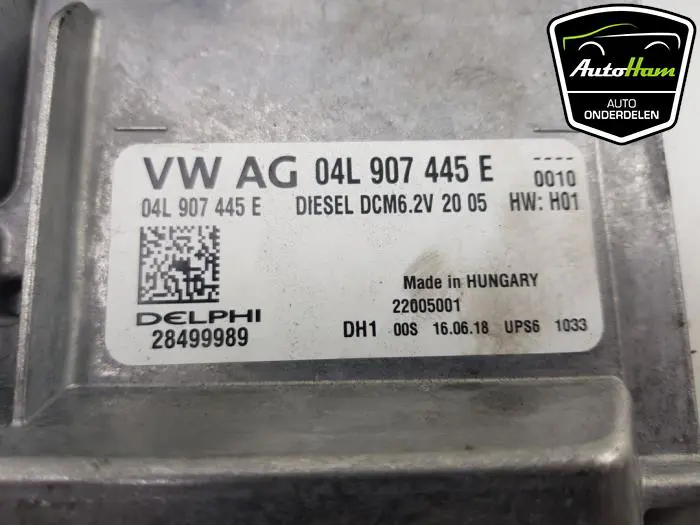 AutoHam
AUTO
ONDERDELEN
VW AG 04L 907 445 E ----
0010
04L 907 445 E DIESEL DCM6.2V 20 05 HW: H01
Made in HUNGARY
22005001
DELPHI
28499989 DH1 00S 16.06.18 UPS6 1033